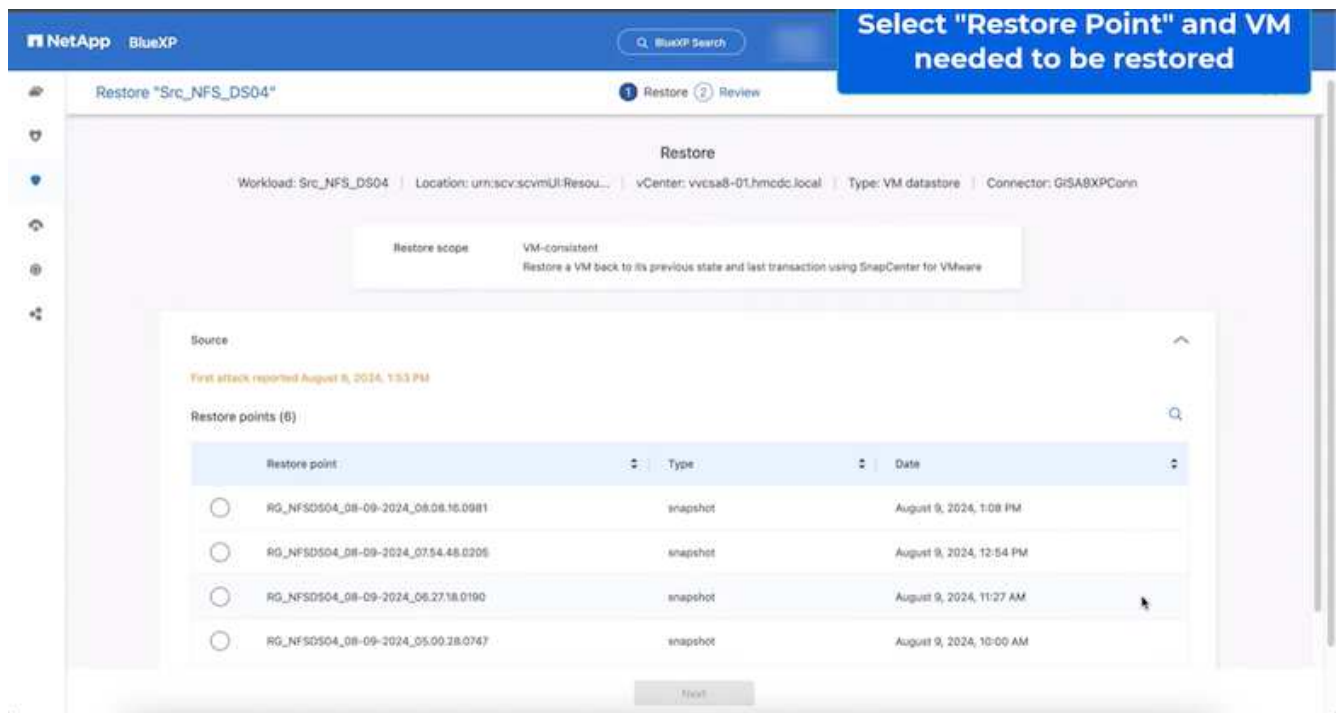 NetApp BlueXP
BlueXP Search
Select "Restore Point" and VM
needed to be restored
Restore "Src_NFS_DS04"
1 Restore 2 Review
Restore
Workload: Src_NFS_DS04 | Location: urn:scv:scvmUI:Resou... | vCenter: vvcsa8-01.hmcdc.local | Type: VM datastore | Connector: GISABXPConn
Restore scope VM-consistent
Restore a VM back to its previous state and last transaction using SnapCenter for VMware
Source
First attack reported August 8, 2024, 1:53 PM
Restore points (6)
Restore point Type Date
RG_NFSDS04_08-09-2024_08.08.16.0981 snapshot August 9, 2024, 1:08 PM
RG_NFSDS04_08-09-2024_07.54.48.0205 snapshot August 9, 2024, 12:54 PM
RG_NFSDS04_08-09-2024_06.27.18.0190 snapshot August 9, 2024, 11:27 AM
RG_NFSDS04_08-09-2024_05.00.28.0747 snapshot August 9, 2024, 10:00 AM
Next